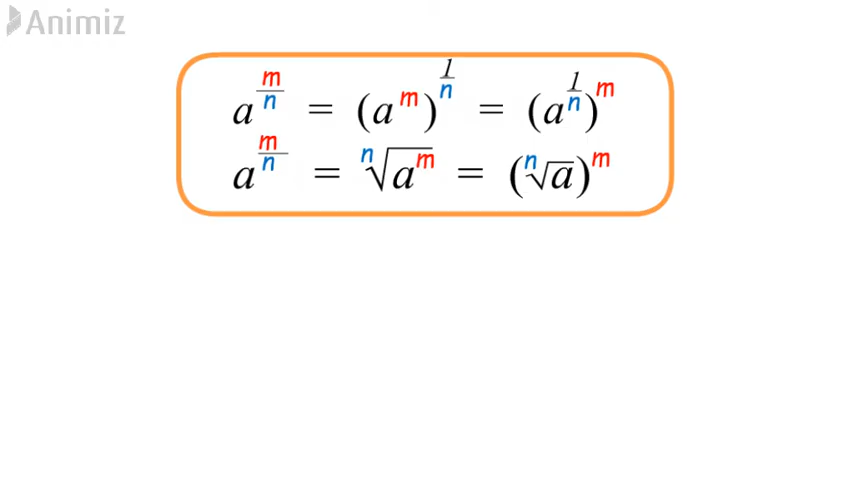 Animiz
a^(m/n) = (a^m)^(1/n) = (a^(1/n))^m
a^(m/n) = ⁿ√(a^m) = (ⁿ√a)^m